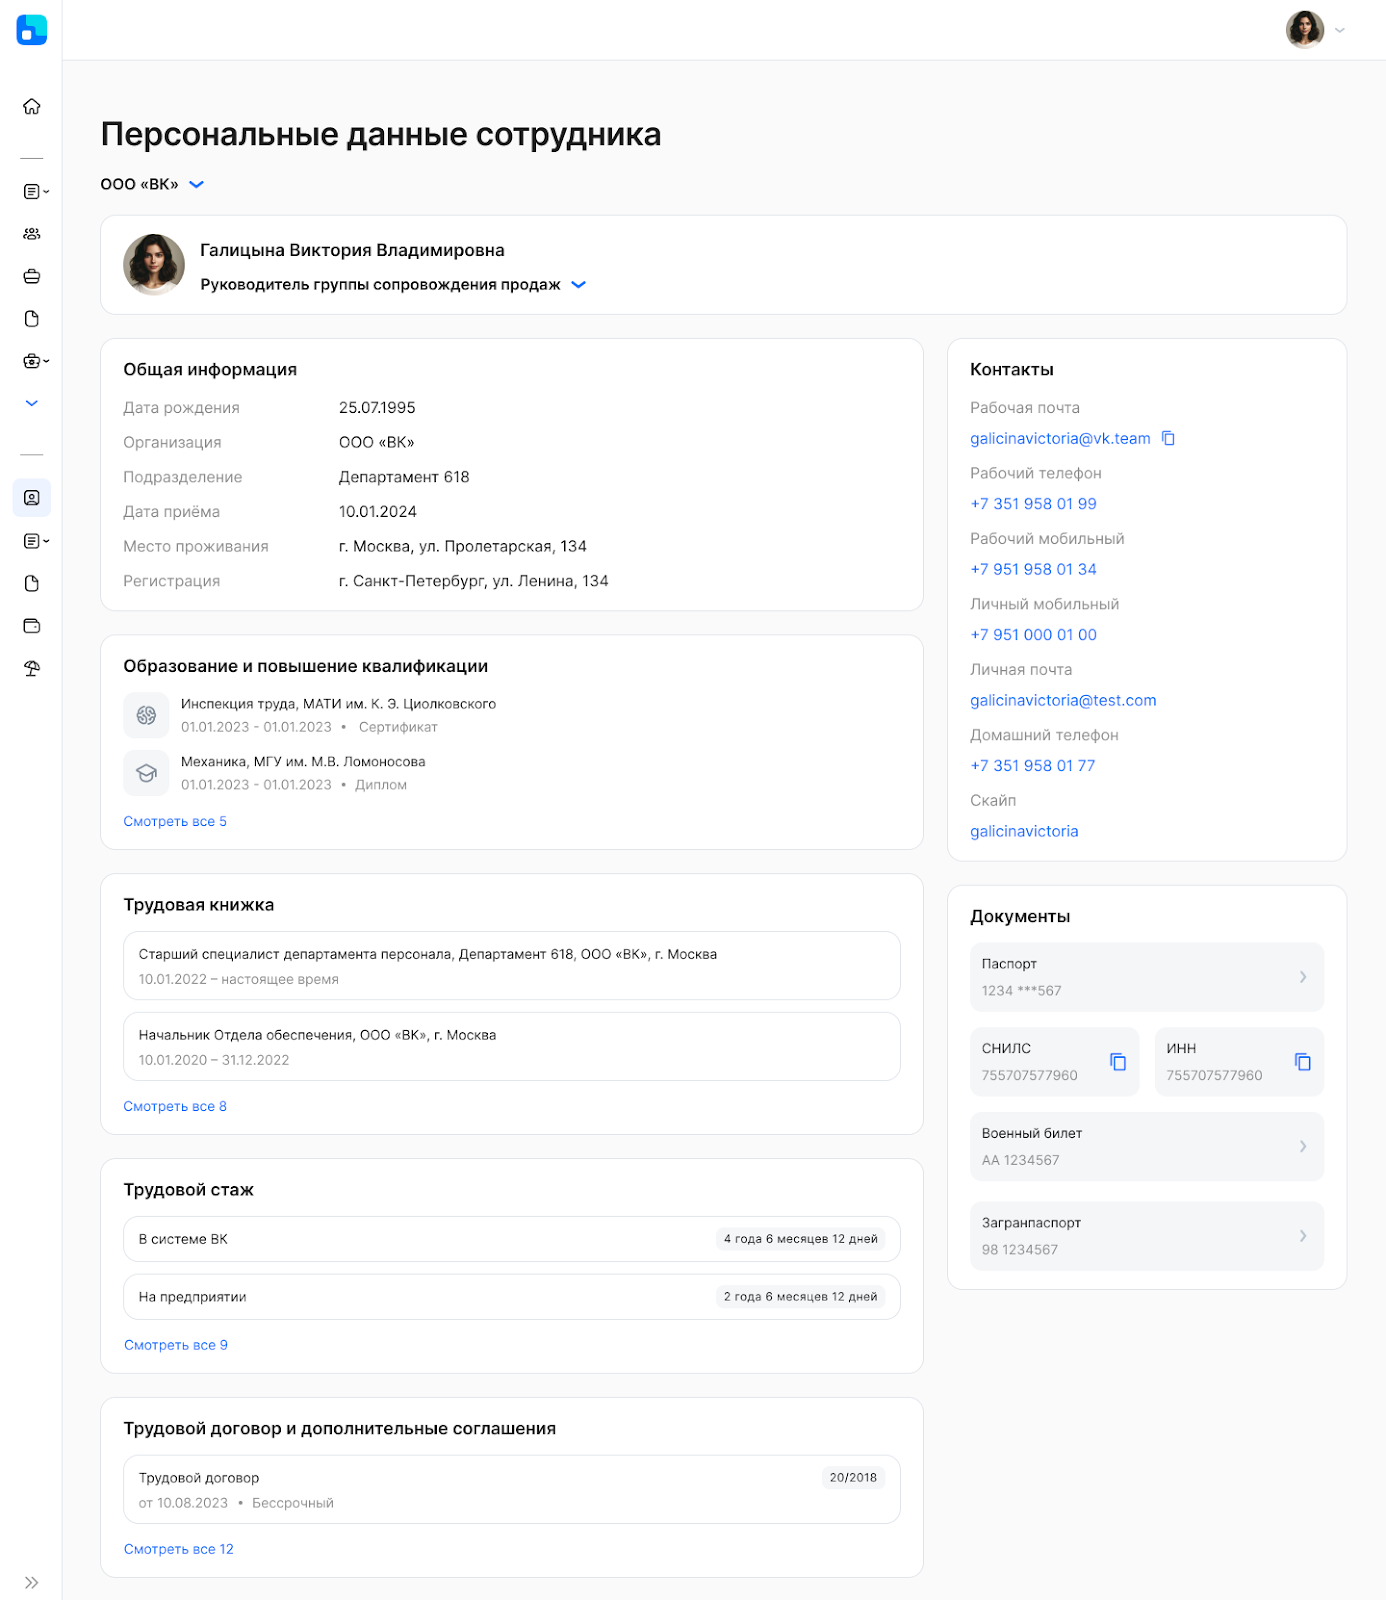 Персональные данные сотрудника
ООО «ВК»
Галицына Виктория Владимировна
Руководитель группы сопровождения продаж
Общая информация
Дата рождения 25.07.1995
Организация ООО «ВК»
Подразделение Департамент 618
Дата приёма 10.01.2024
Место проживания г. Москва, ул. Пролетарская, 134
Регистрация г. Санкт-Петербург, ул. Ленина, 134
Образование и повышение квалификации
Инспекция труда, МАТИ им. К. Э. Циолковского
01.01.2023 - 01.01.2023 • Сертификат
Механика, МГУ им. М.В. Ломоносова
01.01.2023 - 01.01.2023 • Диплом
Смотреть все 5
Трудовая книжка
Старший специалист департамента персонала, Департамент 618, ООО «ВК», г. Москва
10.01.2022 – настоящее время
Начальник Отдела обеспечения, ООО «ВК», г. Москва
10.01.2020 – 31.12.2022
Смотреть все 8
Трудовой стаж
В системе ВК 4 года 6 месяцев 12 дней
На предприятии 2 года 6 месяцев 12 дней
Смотреть все 9
Трудовой договор и дополнительные соглашения
Трудовой договор 20/2018
от 10.08.2023 • Бессрочный
Смотреть все 12
Контакты
Рабочая почта
galicinavictoria@vk.team
Рабочий телефон
+7 351 958 01 99
Рабочий мобильный
+7 951 958 01 34
Личный мобильный
+7 951 000 01 00
Личная почта
galicinavictoria@test.com
Домашний телефон
+7 351 958 01 77
Скайп
galicinavictoria
Документы
Паспорт
1234 ***567
СНИЛС
755707577960
ИНН
755707577960
Военный билет
АА 1234567
Загранпаспорт
98 1234567